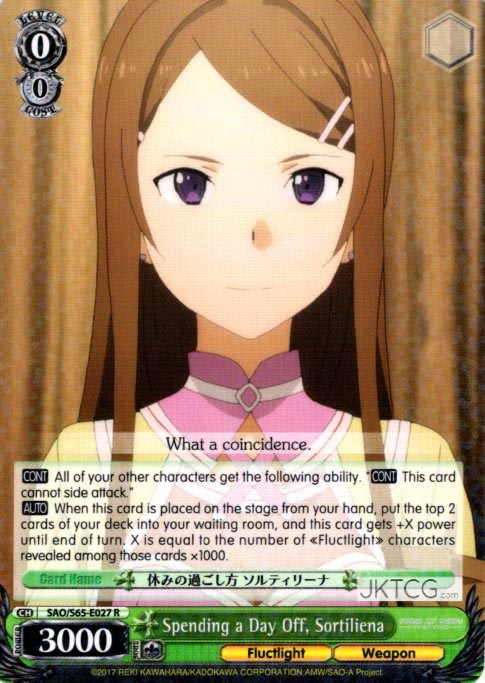 LEVEL
0
0
COST
What a coincidence.
CONT All of your other characters get the following ability. "CONT This card
cannot side attack."
AUTO When this card is placed on the stage from your hand, put the top 2
cards of your deck into your waiting room, and this card gets +X power
until end of turn. X is equal to the number of «Fluctlight» characters
revealed among those cards ×1000.
Card Name 休みの過ごし方 ソルティリーナ
JKTCG.com
CH SAO/S65-E027 R
Spending a Day Off, Sortiliena
POWER 3000 SOUL
Fluctlight Weapon
©2017 REKI KAWAHARA/KADOKAWA CORPORATION AMW/SAO-A Project